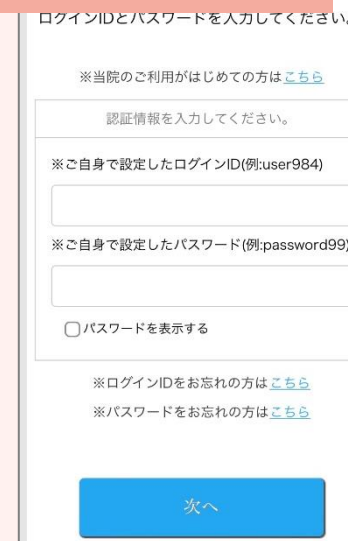 ログインIDとパスワードを入力してください。
※当院のご利用がはじめての方はこちら
認証情報を入力してください。
※ご自身で設定したログインID(例:user984)
※ご自身で設定したパスワード(例:password99)
パスワードを表示する
※ログインIDをお忘れの方はこちら
※パスワードをお忘れの方はこちら
次へ